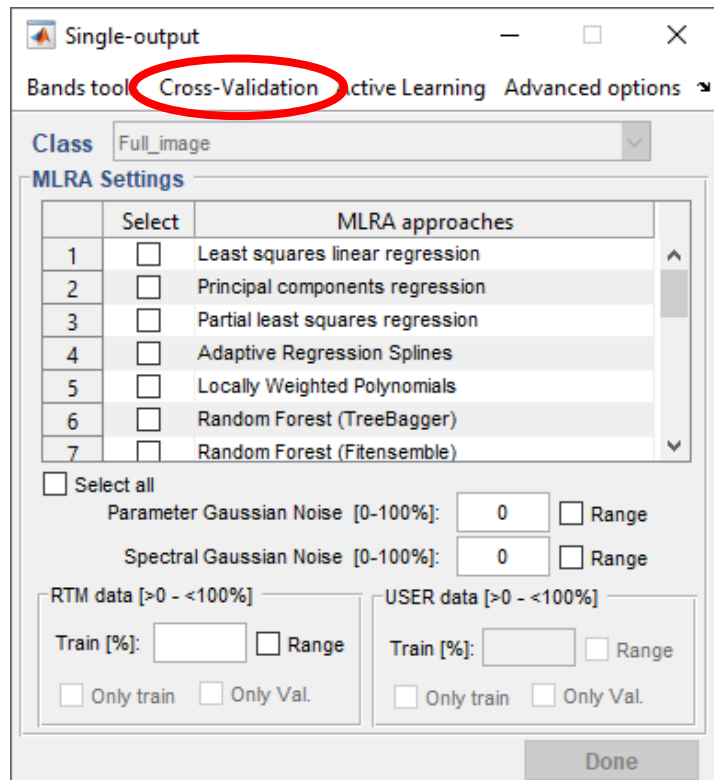 Single-output
Bands tool Cross-Validation Active Learning Advanced options
Class Full_image
MLRA Settings
Select MLRA approaches
1 Least squares linear regression
2 Principal components regression
3 Partial least squares regression
4 Adaptive Regression Splines
5 Locally Weighted Polynomials
6 Random Forest (TreeBagger)
7 Random Forest (Fitensemble)
Select all
Parameter Gaussian Noise [0-100%]: 0 Range
Spectral Gaussian Noise [0-100%]: 0 Range
RTM data [>0 - <100%] USER data [>0 - <100%]
Train [%]: Range Train [%]: Range
Only train Only Val. Only train Only Val.
Done